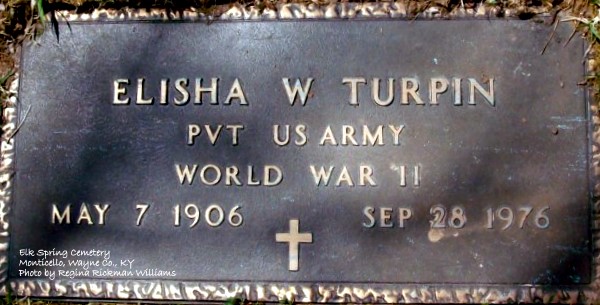 ELISHA W TURPIN
PVT US ARMY
WORLD WAR II
MAY 7 1906 SEP 28 1976
Elk Spring Cemetery
Monticello, Wayne Co., KY
Photo by Regina Rickman Williams